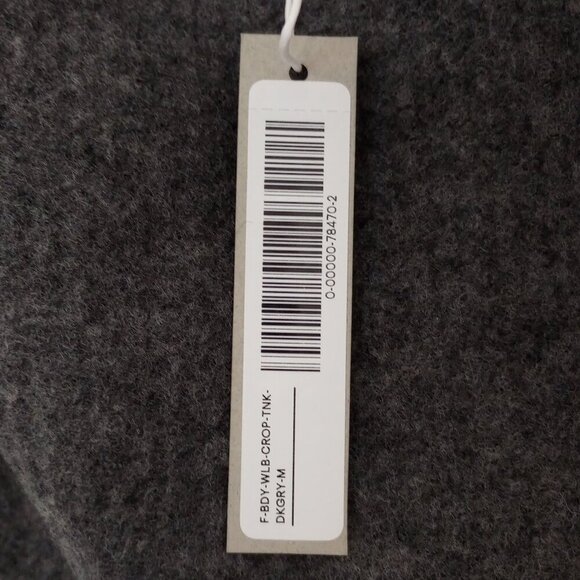 0-00000-78470-2
F-BDY-WLB-CROP-TNK-
DKGRY-M